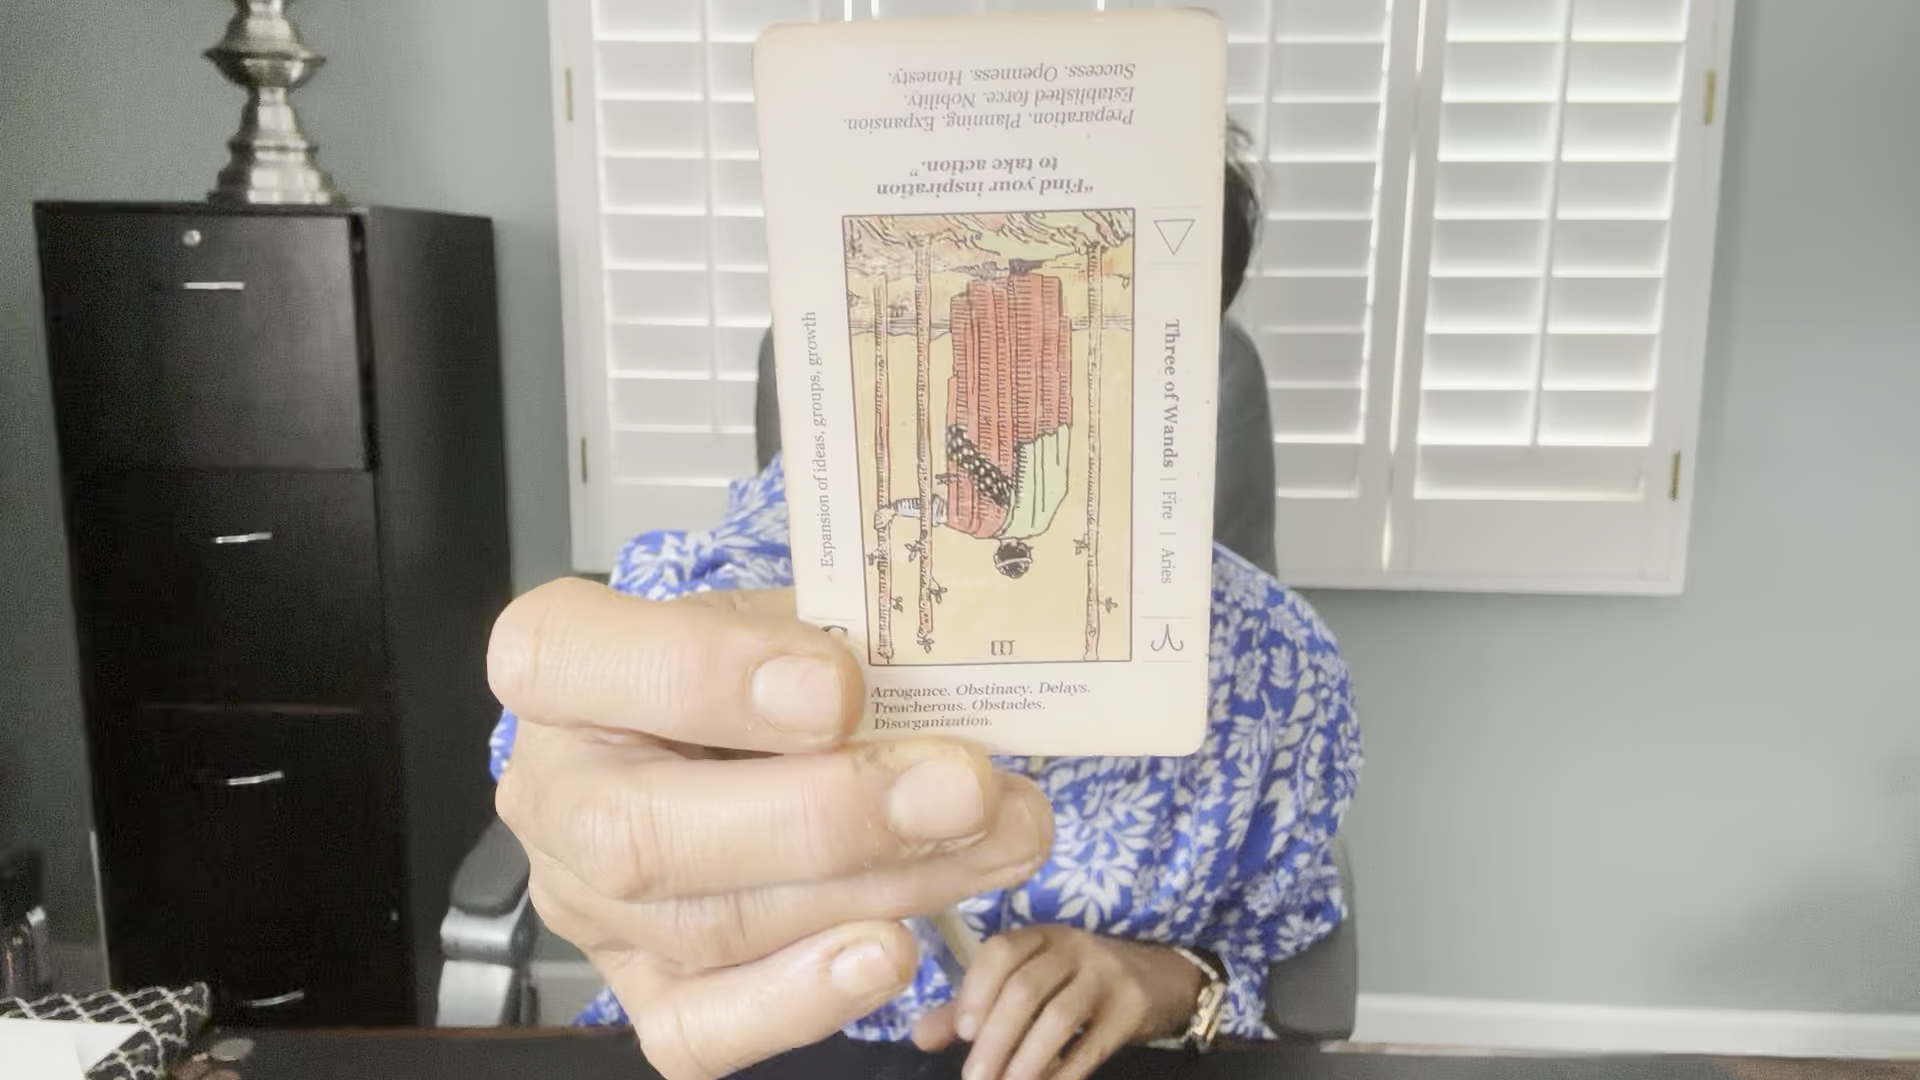 Preparation. Planning. Expansion.
Established force. Nobility.
Success. Openness. Honesty.
"Find your inspiration
to take action."
Expansion of ideas, groups, growth
Three of Wands | Fire | Aries
III
Arrogance. Obstinacy. Delays.
Treacherous. Obstacles.
Disorganization.